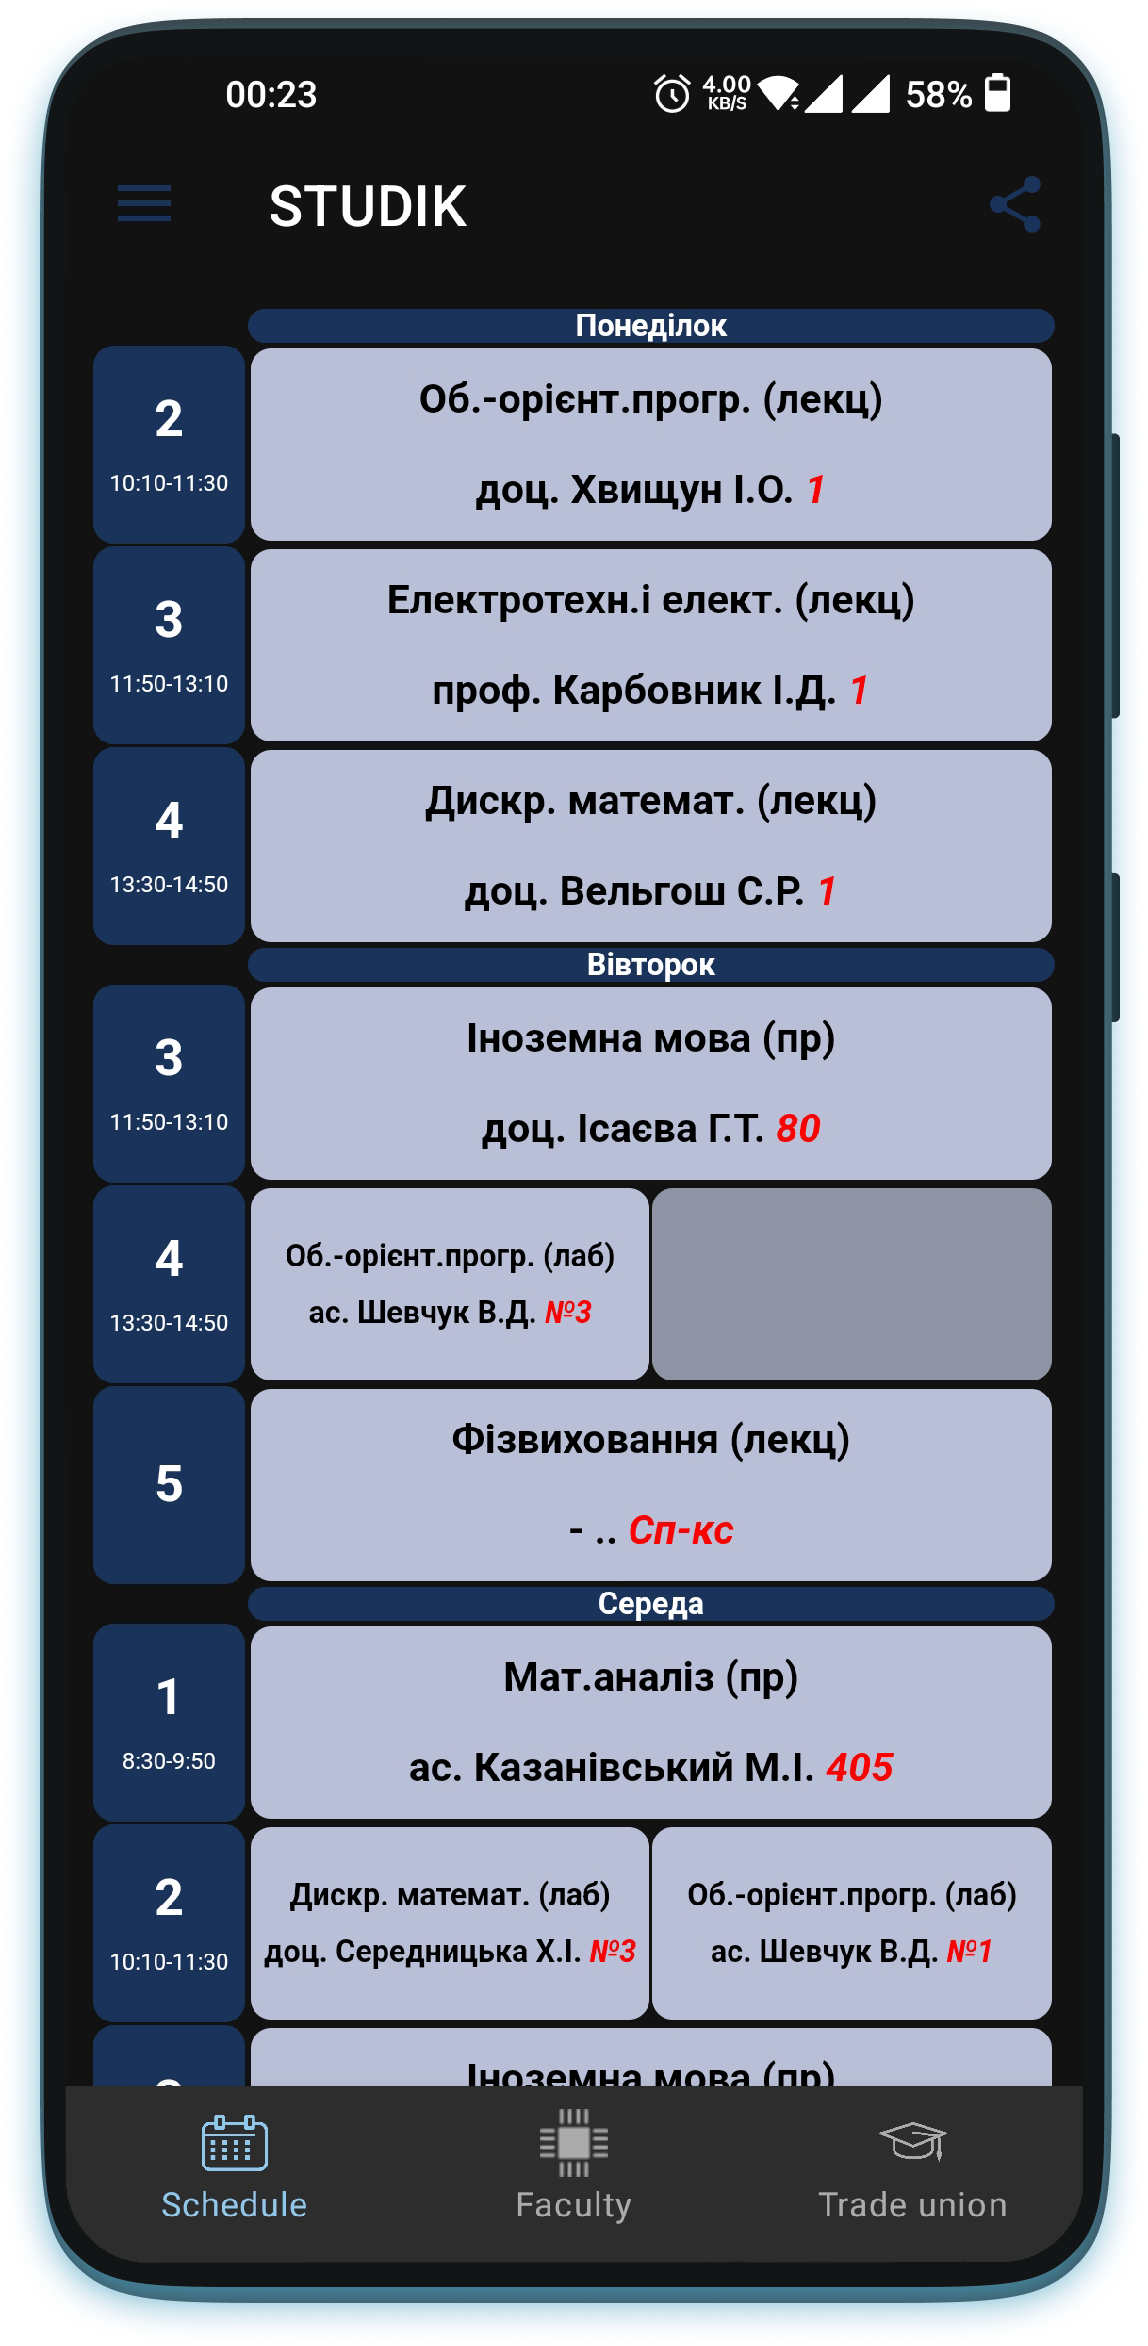 00:23
4.00
KB/S
58%
STUDIK
Понеділок
2
10:10-11:30
Об.-орієнт.прогр. (лекц)
доц. Хвищун І.О. 1
3
11:50-13:10
Електротехн.і елект. (лекц)
проф. Карбовник І.Д. 1
4
13:30-14:50
Дискр. математ. (лекц)
доц. Вельгош С.Р. 1
Вівторок
3
11:50-13:10
Іноземна мова (пр)
доц. Ісаєва Г.Т. 80
4
13:30-14:50
Об.-орієнт.прогр. (лаб)
ас. Шевчук В.Д. №3
5
Фізвиховання (лекц)
- .. Сп-кс
Середа
1
8:30-9:50
Мат.аналіз (пр)
ас. Казанівський М.І. 405
2
10:10-11:30
Дискр. математ. (лаб)
доц. Середницька Х.І. №3
Об.-орієнт.прогр. (лаб)
ас. Шевчук В.Д. №1
Іноземна мова (пр)
Schedule
Faculty
Trade union